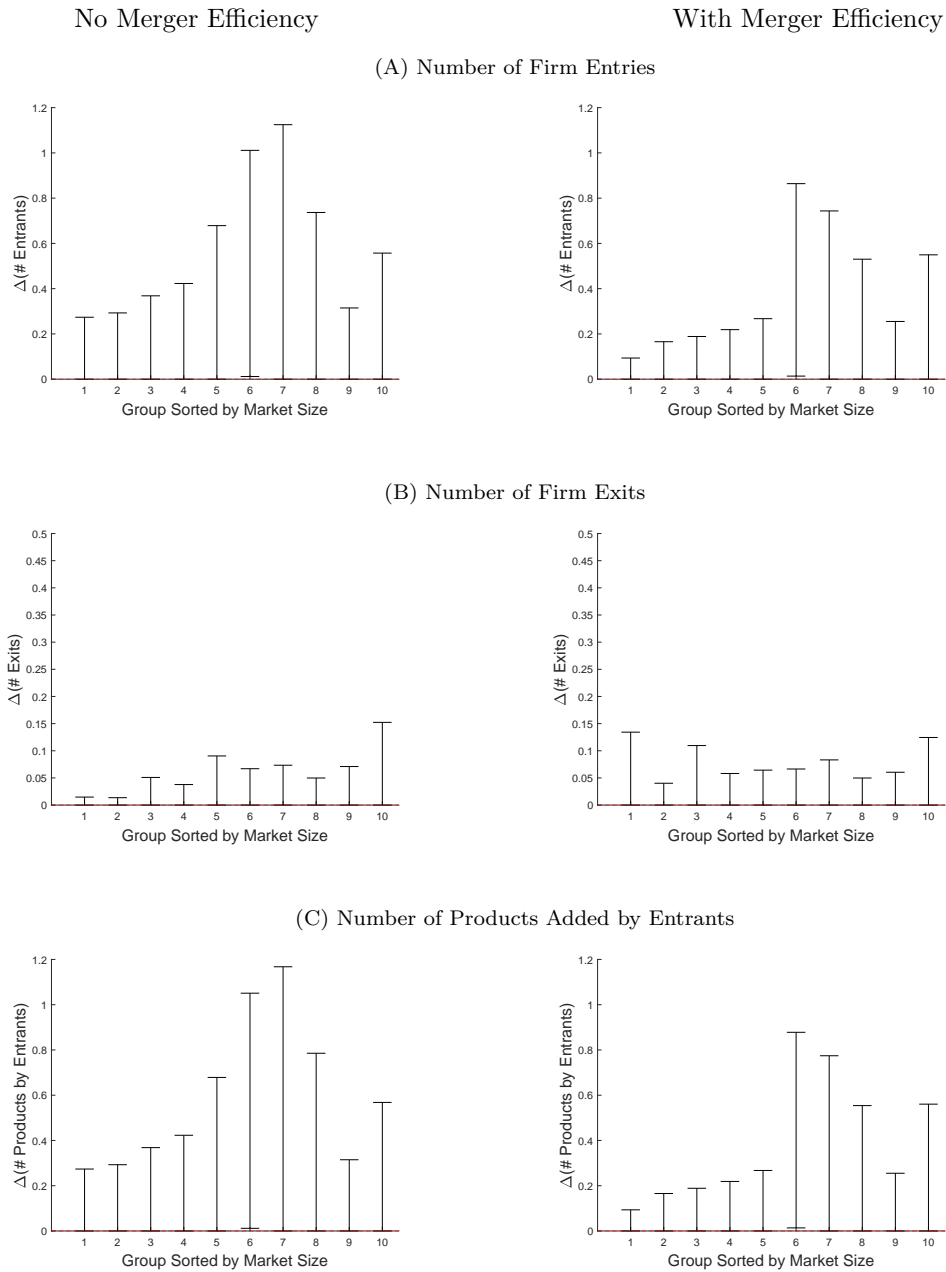 No Merger Efficiency
With Merger Efficiency
(A) Number of Firm Entries
1.2
1
0.8
0.6
0.4
0.2
0
Δ(# Entrants)
1 2 3 4 5 6 7 8 9 10
Group Sorted by Market Size
1.2
1
0.8
0.6
0.4
0.2
0
Δ(# Entrants)
1 2 3 4 5 6 7 8 9 10
Group Sorted by Market Size
(B) Number of Firm Exits
0.5
0.45
0.4
0.35
0.3
0.25
0.2
0.15
0.1
0.05
0
Δ(# Exits)
1 2 3 4 5 6 7 8 9 10
Group Sorted by Market Size
0.5
0.45
0.4
0.35
0.3
0.25
0.2
0.15
0.1
0.05
0
Δ(# Exits)
1 2 3 4 5 6 7 8 9 10
Group Sorted by Market Size
(C) Number of Products Added by Entrants
1.2
1
0.8
0.6
0.4
0.2
0
Δ(# Products by Entrants)
1 2 3 4 5 6 7 8 9 10
Group Sorted by Market Size
1.2
1
0.8
0.6
0.4
0.2
0
Δ(# Products by Entrants)
1 2 3 4 5 6 7 8 9 10
Group Sorted by Market Size